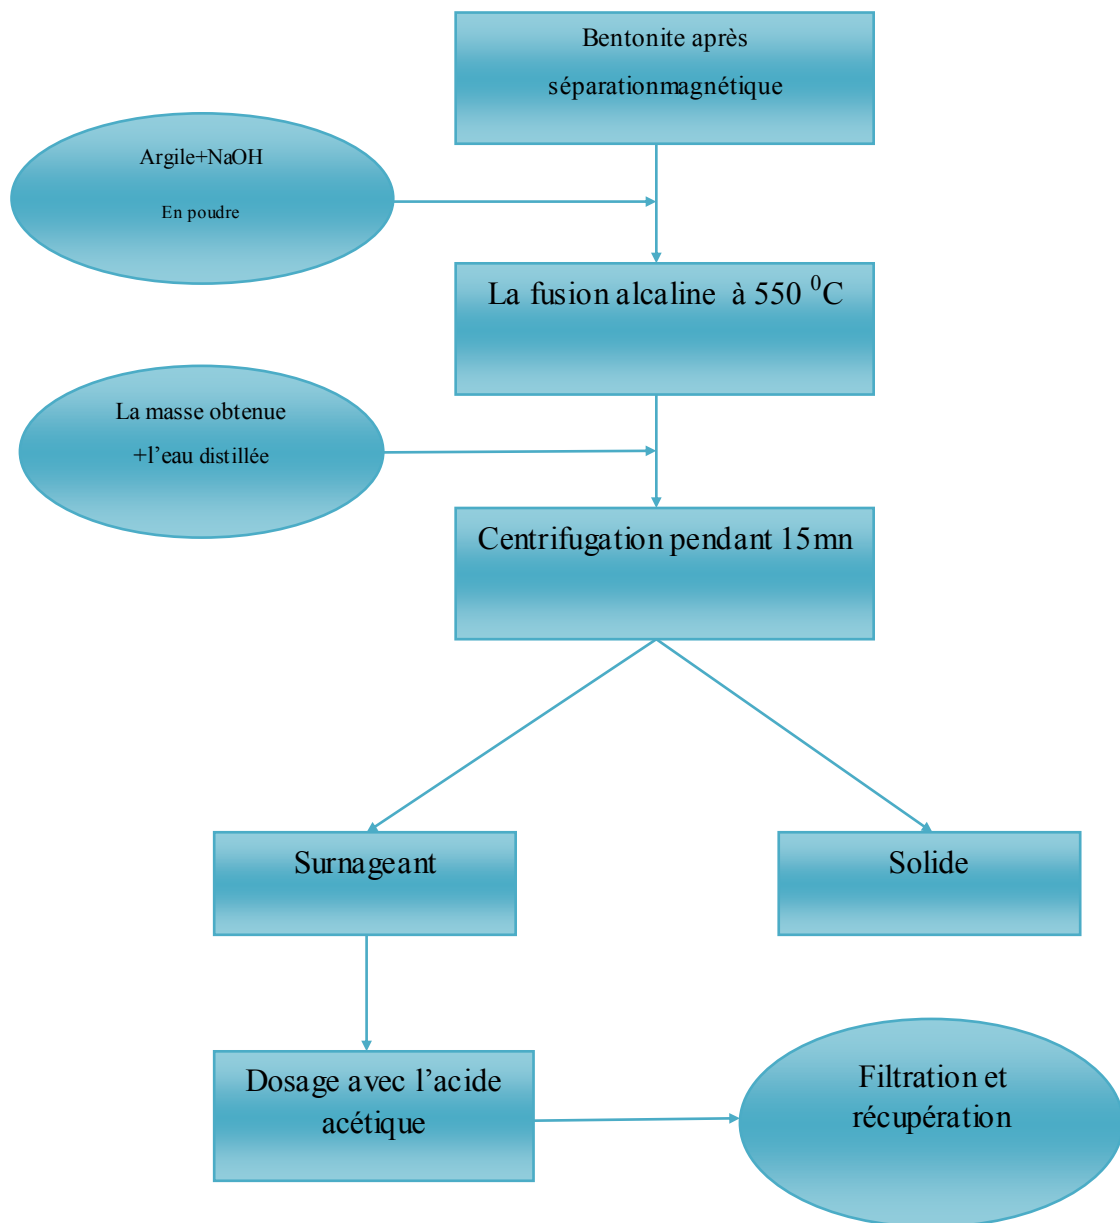 Bentonite après
séparationmagnétique
Argile+NaOH
En poudre
La fusion alcaline à 550 ⁰C
La masse obtenue
+l’eau distillée
Centrifugation pendant 15mn
Surnageant
Solide
Dosage avec l’acide
acétique
Filtration et
récupération